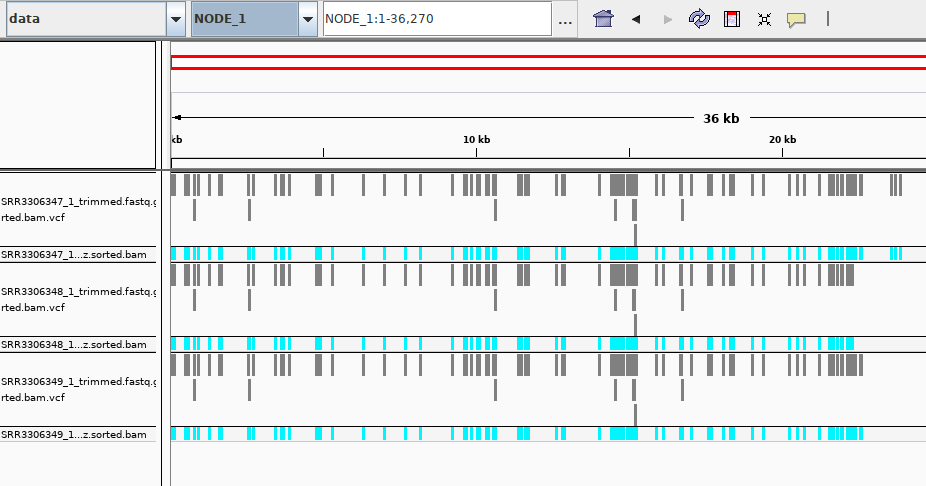 data NODE_1 NODE_1:1-36,270 ...
36 kb
kb 10 kb 20 kb
SRR3306347_1_trimmed.fastq.g
rted.bam.vcf
SRR3306347_1...z.sorted.bam
SRR3306348_1_trimmed.fastq.g
rted.bam.vcf
SRR3306348_1...z.sorted.bam
SRR3306349_1_trimmed.fastq.g
rted.bam.vcf
SRR3306349_1...z.sorted.bam